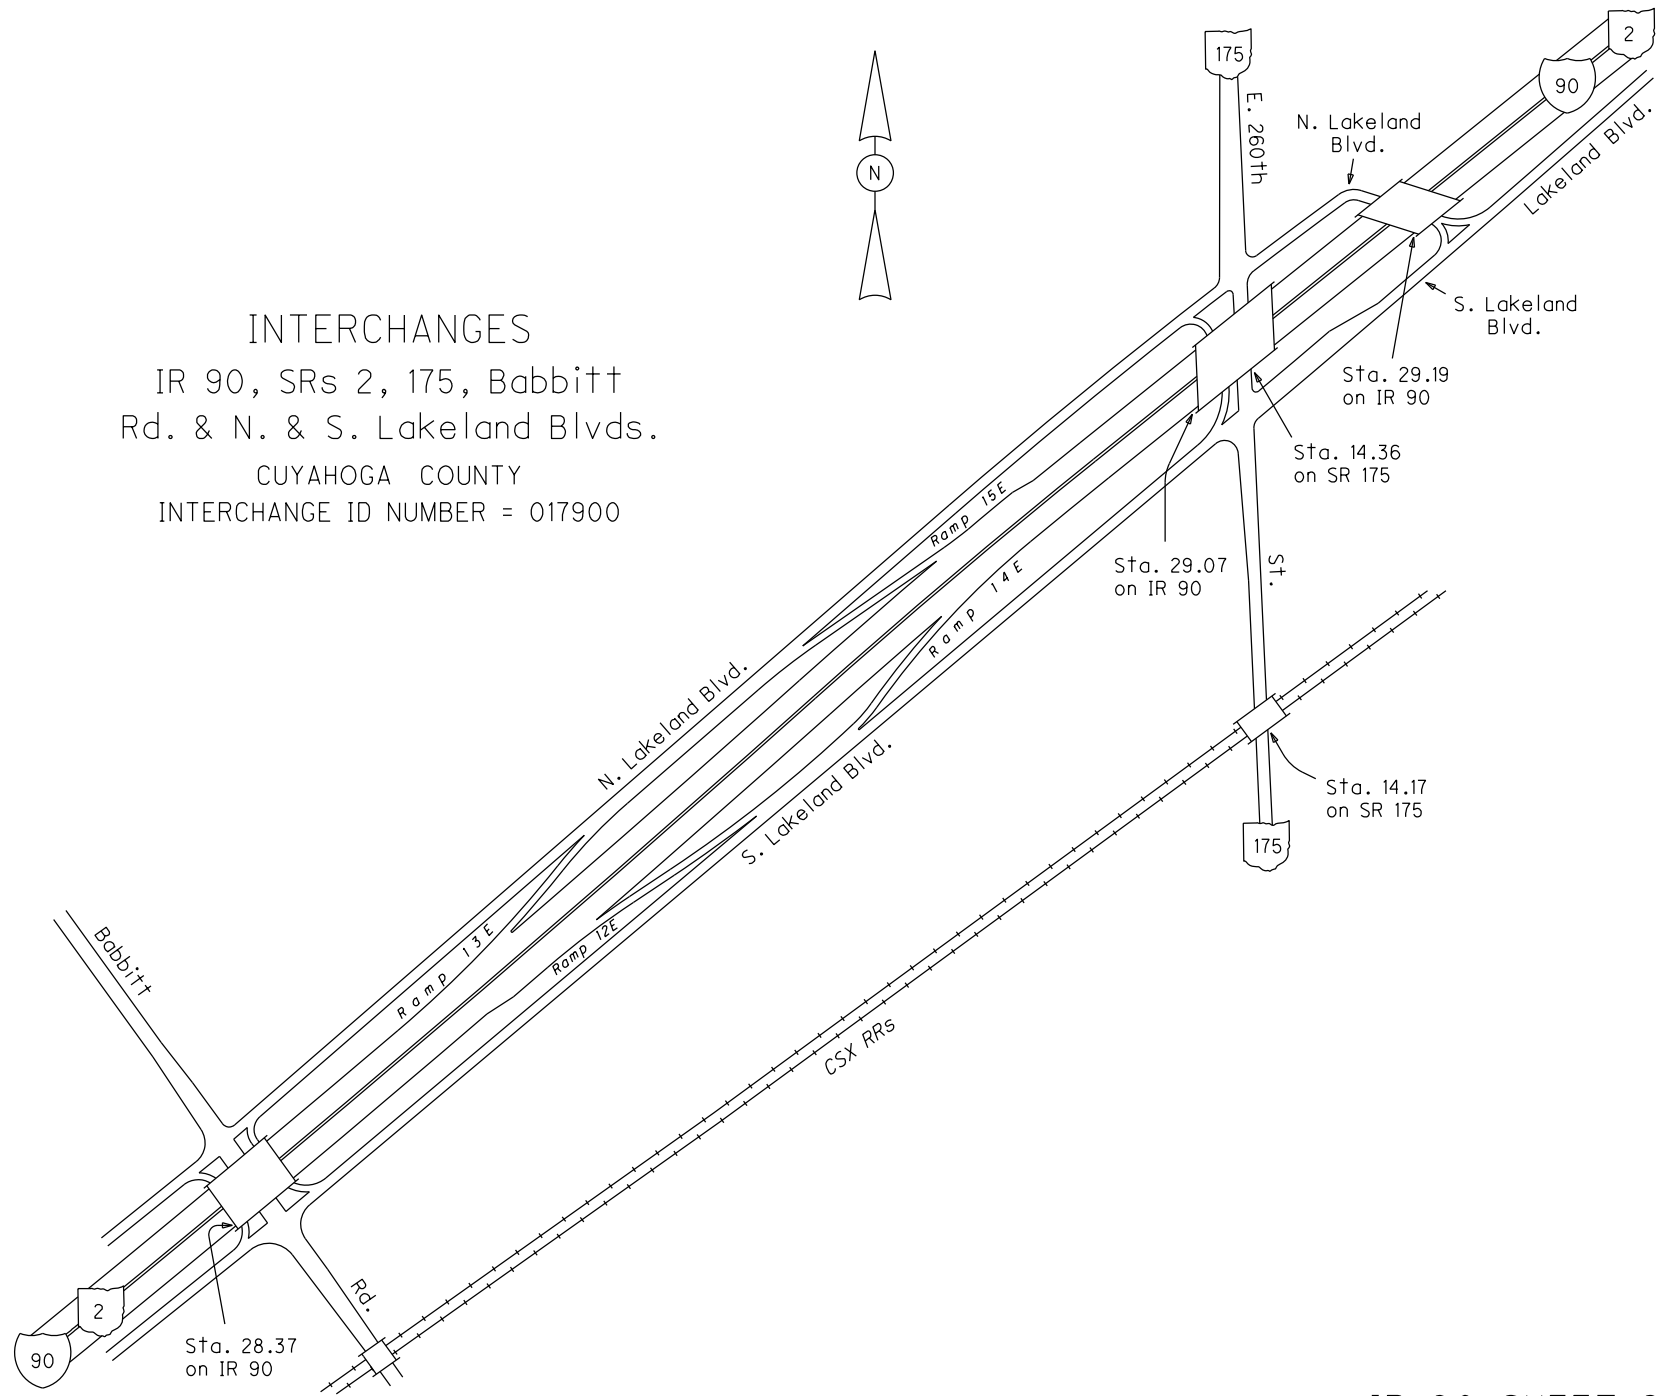 INTERCHANGES
IR 90, SRs 2, 175, Babbitt
Rd. & N. & S. Lakeland Blvds.
CUYAHOGA COUNTY
INTERCHANGE ID NUMBER = 017900
N
175
E. 260th
N. Lakeland
Blvd.
2
90
Lakeland Blvd.
S. Lakeland
Blvd.
Sta. 29.19
on IR 90
Sta. 14.36
on SR 175
Sta. 29.07
on IR 90
St.
Ramp 15E
Ramp 14E
N. Lakeland Blvd.
S. Lakeland Blvd.
Sta. 14.17
on SR 175
175
Ramp 13E
Ramp 12E
Babbitt
CSX RRs
Rd.
2
90
Sta. 28.37
on IR 90